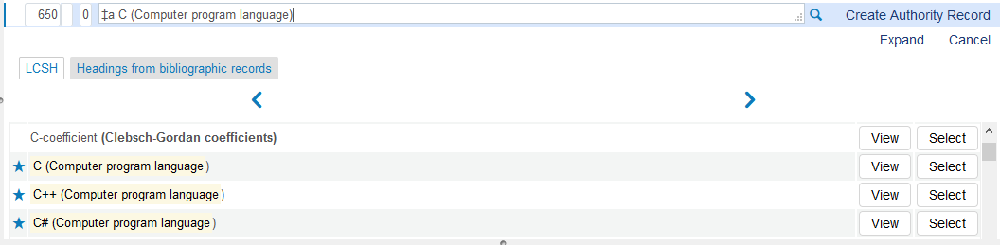 650 0 ‡a C (Computer program language) Create Authority Record
Expand Cancel
LCSH Headings from bibliographic records
C-coefficient (Clebsch-Gordan coefficients) View Select
C (Computer program language) View Select
C++ (Computer program language) View Select
C# (Computer program language) View Select